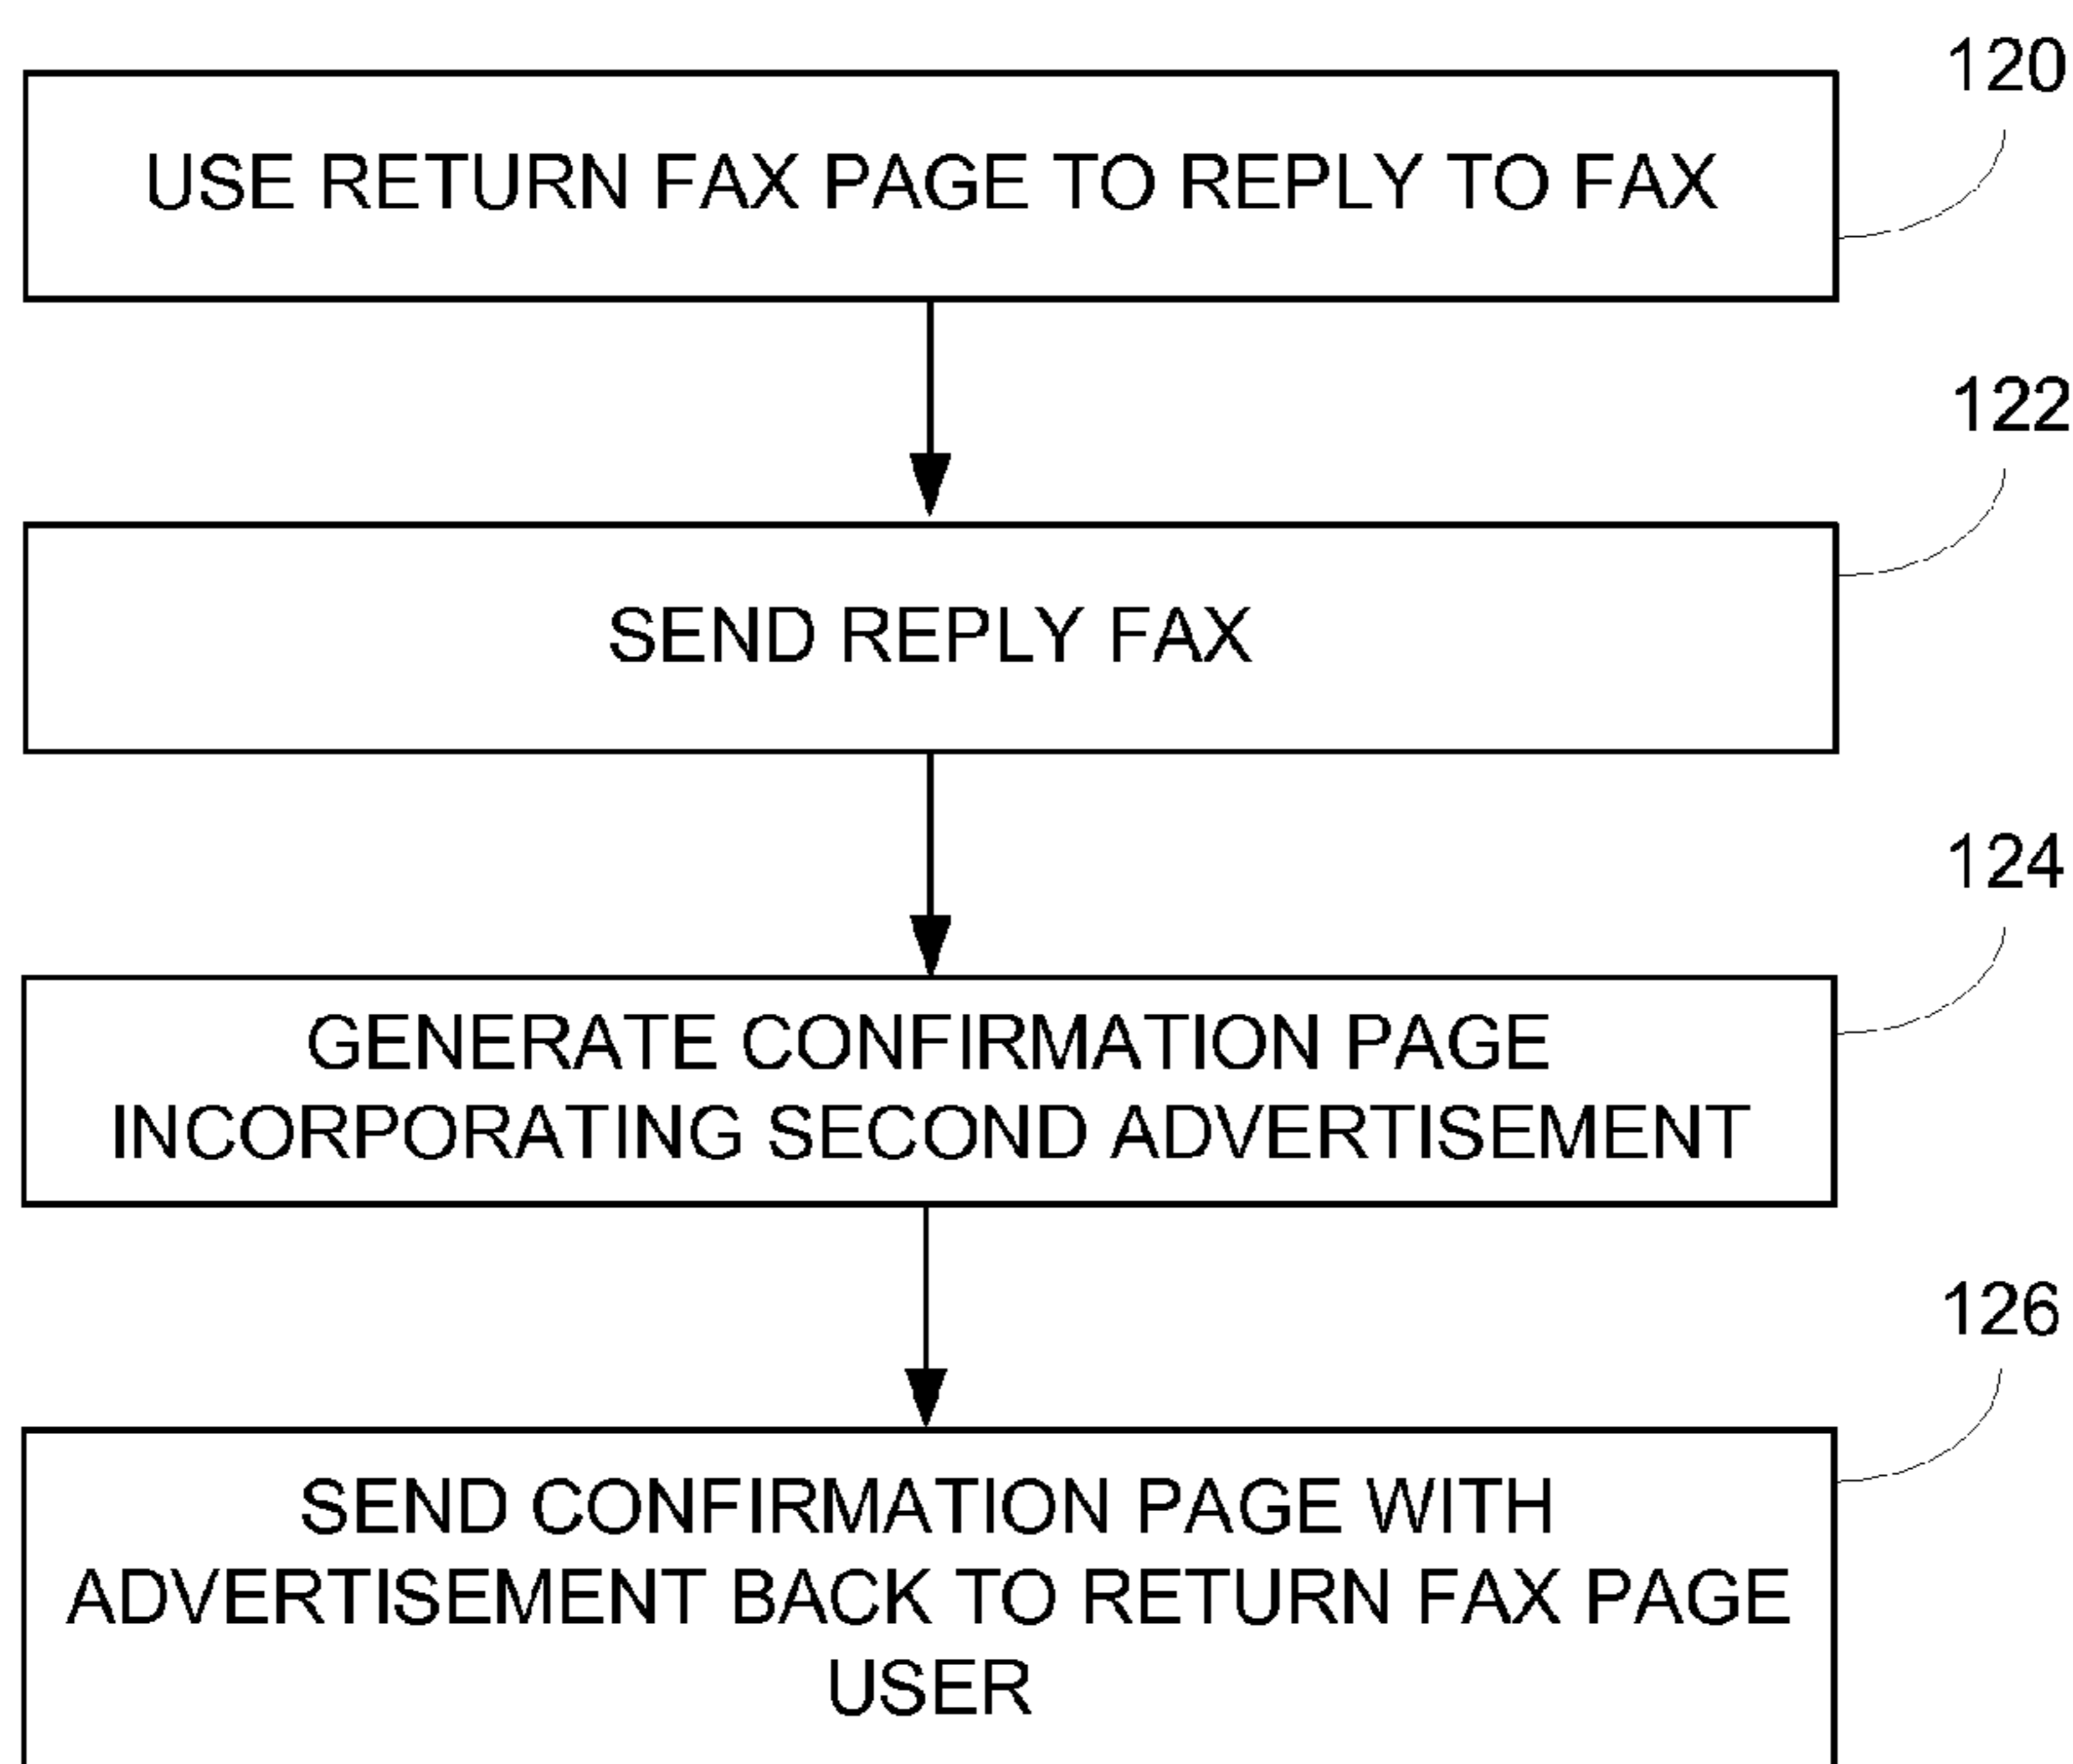 120
USE RETURN FAX PAGE TO REPLY TO FAX
122
SEND REPLY FAX
124
GENERATE CONFIRMATION PAGE
INCORPORATING SECOND ADVERTISEMENT
126
SEND CONFIRMATION PAGE WITH
ADVERTISEMENT BACK TO RETURN FAX PAGE
USER